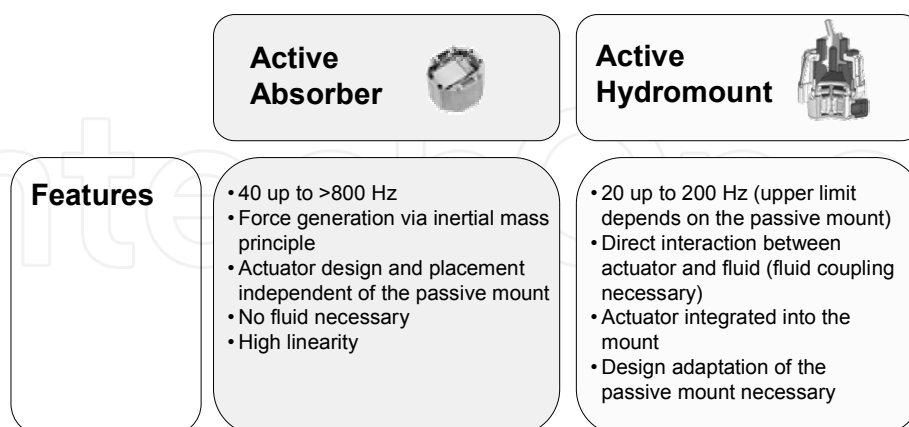 Active
Absorber
Active
Hydromount
Features
• 40 up to >800 Hz
• Force generation via inertial mass
principle
• Actuator design and placement
independent of the passive mount
• No fluid necessary
• High linearity
• 20 up to 200 Hz (upper limit
depends on the passive mount)
• Direct interaction between
actuator and fluid (fluid coupling
necessary)
• Actuator integrated into the
mount
• Design adaptation of the
passive mount necessary